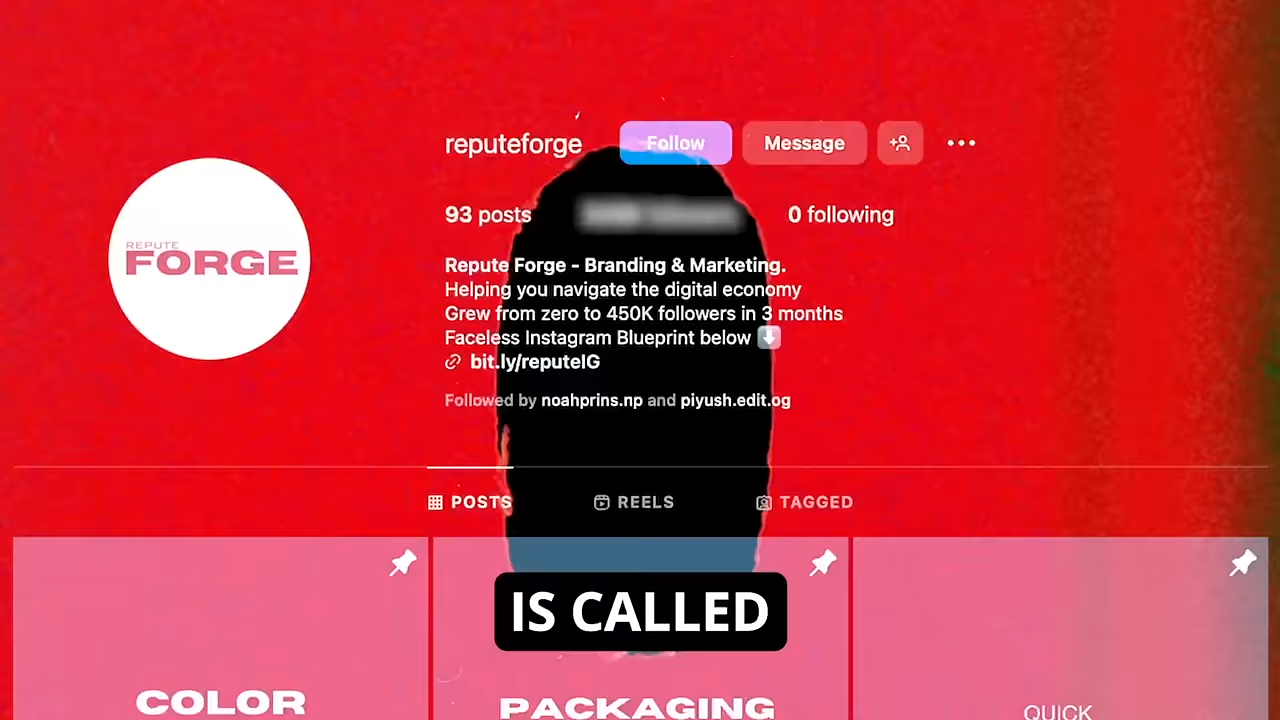 reputeforge Follow Message
93 posts 0 following
REPUTE
FORGE
Repute Forge - Branding & Marketing.
Helping you navigate the digital economy
Grew from zero to 450K followers in 3 months
Faceless Instagram Blueprint below
bit.ly/reputeIG
Followed by noahprins.np and piyush.edit.og
POSTS REELS TAGGED
IS CALLED
COLOR PACKAGING QUICK